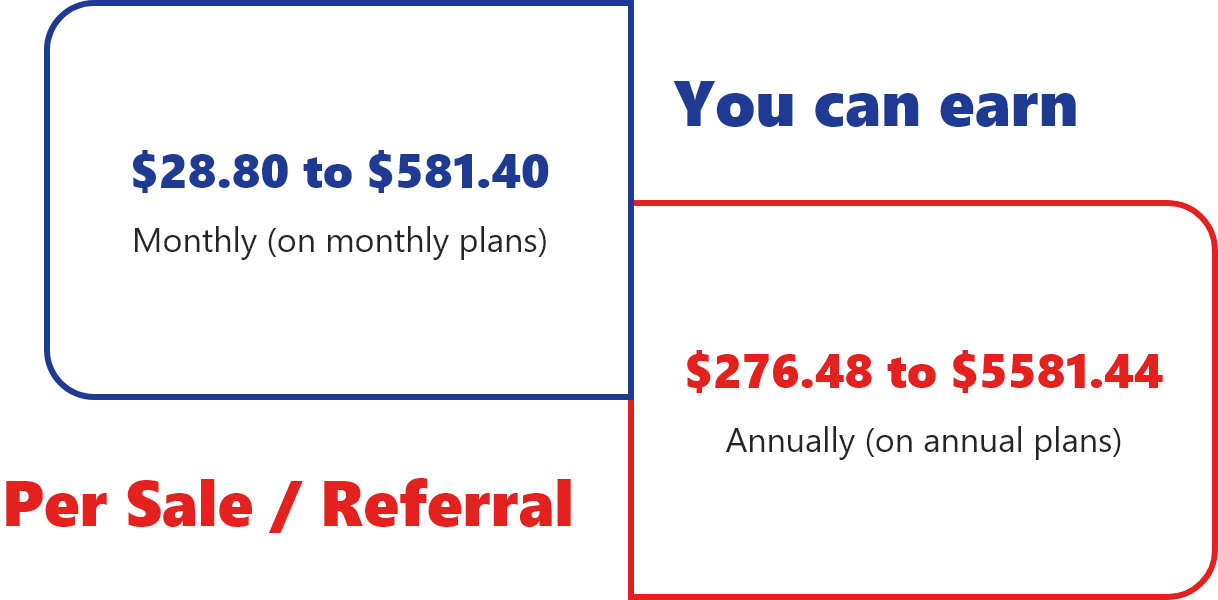 You can earn
$28.80 to $581.40
Monthly (on monthly plans)
$276.48 to $5581.44
Annually (on annual plans)
Per Sale / Referral